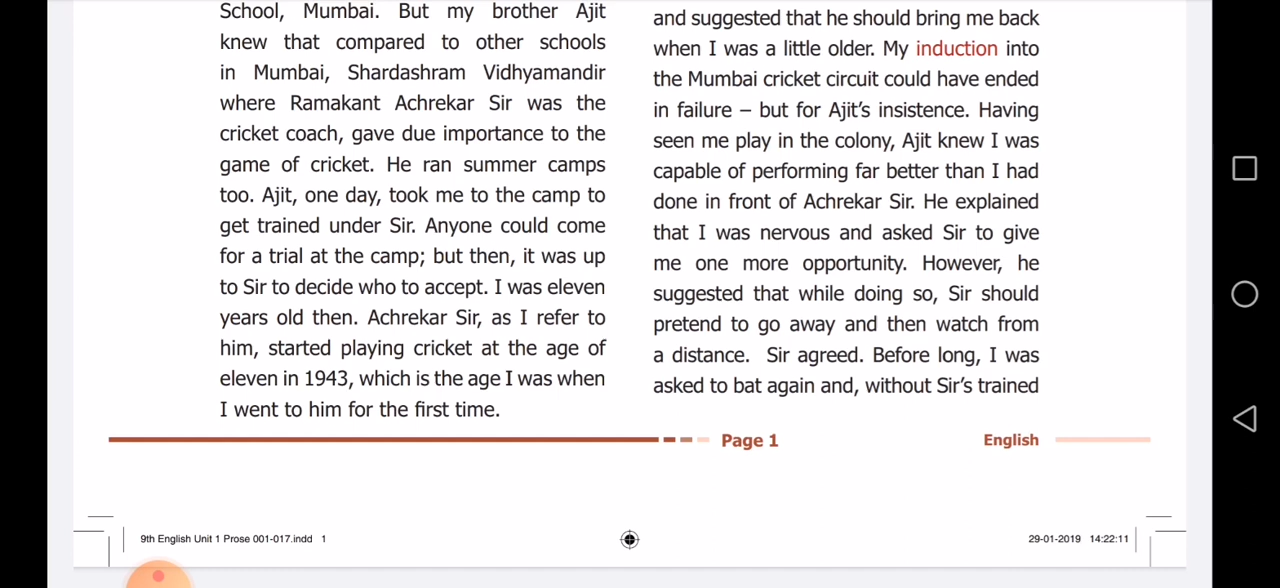 School, Mumbai. But my brother Ajit
knew that compared to other schools
in Mumbai, Shardashram Vidhyamandir
where Ramakant Achrekar Sir was the
cricket coach, gave due importance to the
game of cricket. He ran summer camps
too. Ajit, one day, took me to the camp to
get trained under Sir. Anyone could come
for a trial at the camp; but then, it was up
to Sir to decide who to accept. I was eleven
years old then. Achrekar Sir, as I refer to
him, started playing cricket at the age of
eleven in 1943, which is the age I was when
I went to him for the first time.
and suggested that he should bring me back
when I was a little older. My induction into
the Mumbai cricket circuit could have ended
in failure – but for Ajit's insistence. Having
seen me play in the colony, Ajit knew I was
capable of performing far better than I had
done in front of Achrekar Sir. He explained
that I was nervous and asked Sir to give
me one more opportunity. However, he
suggested that while doing so, Sir should
pretend to go away and then watch from
a distance. Sir agreed. Before long, I was
asked to bat again and, without Sir's trained
Page 1
English
9th English Unit 1 Prose 001-017.indd 1
29-01-2019 14:22:11